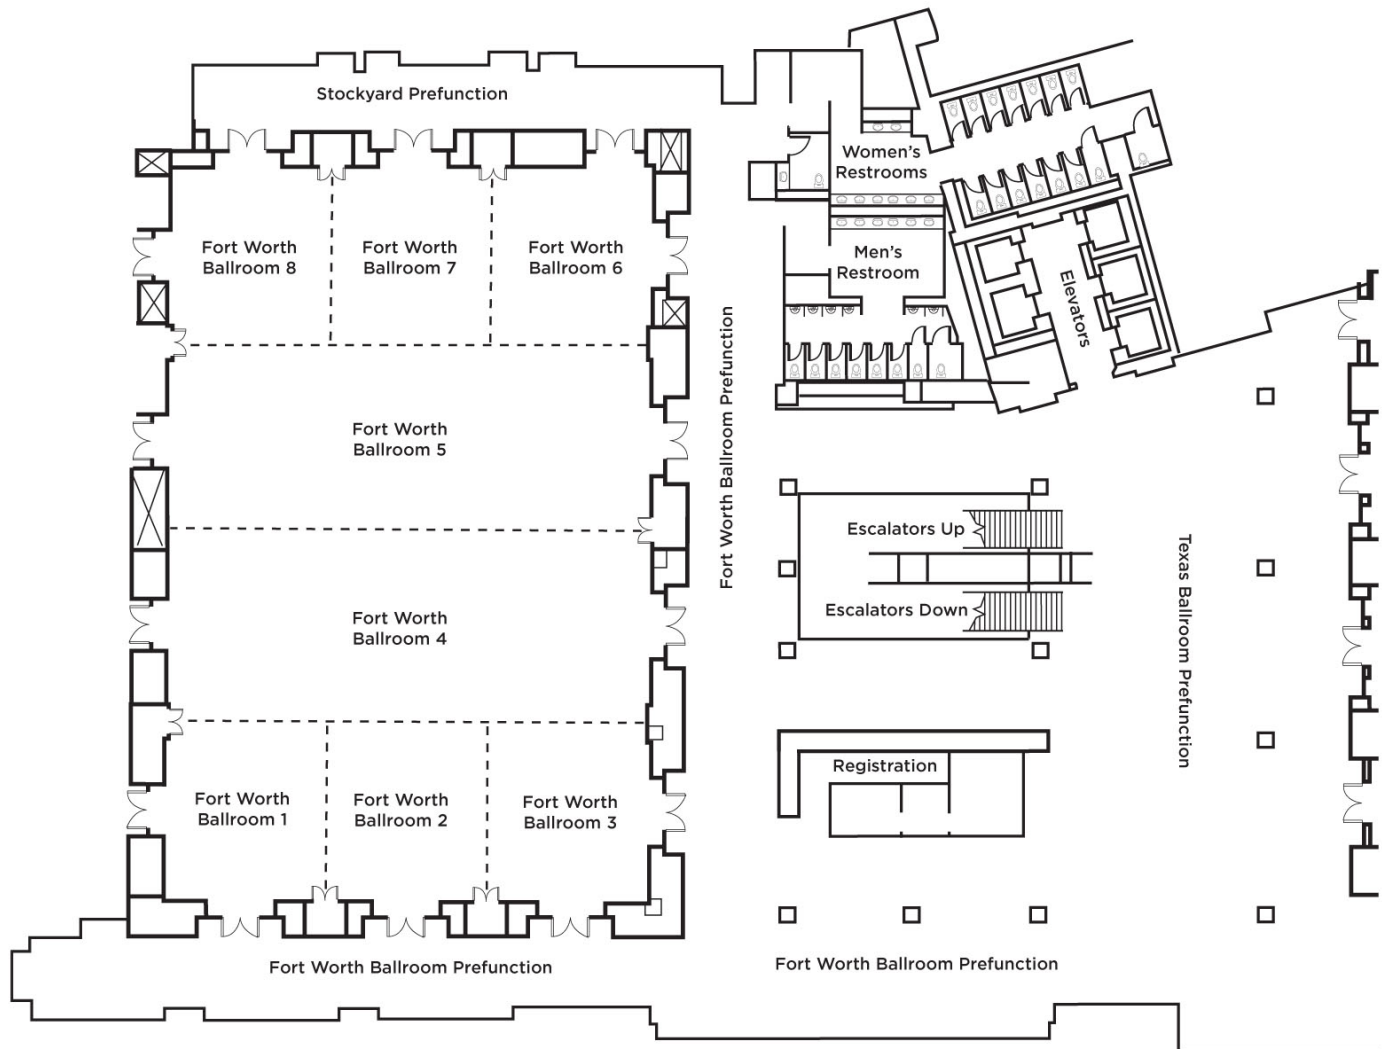 Stockyard Prefunction
Women's
Restrooms
Fort Worth
Ballroom 8
Fort Worth
Ballroom 7
Fort Worth
Ballroom 6
Men's
Restroom
Elevators
Fort Worth Ballroom Prefunction
Fort Worth
Ballroom 5
Escalators Up
Escalators Down
Texas Ballroom Prefunction
Fort Worth
Ballroom 4
Registration
Fort Worth
Ballroom 1
Fort Worth
Ballroom 2
Fort Worth
Ballroom 3
Fort Worth Ballroom Prefunction
Fort Worth Ballroom Prefunction